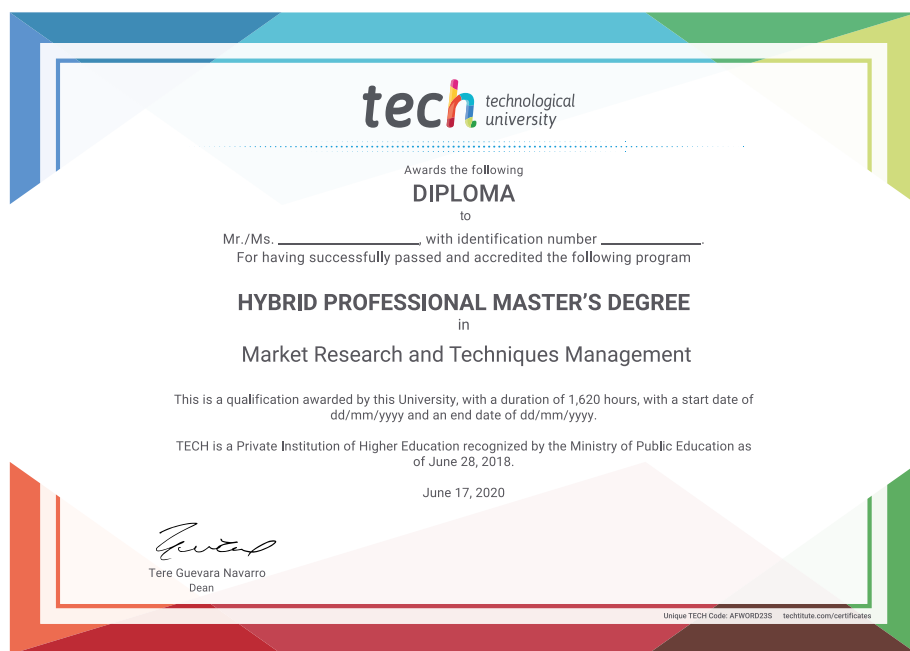 tech technological
university
Awards the following
DIPLOMA
to
Mr./Ms. ____________________, with identification number ______________.
For having successfully passed and accredited the following program
HYBRID PROFESSIONAL MASTER'S DEGREE
in
Market Research and Techniques Management
This is a qualification awarded by this University, with a duration of 1,620 hours, with a start date of
dd/mm/yyyy and an end date of dd/mm/yyyy.
TECH is a Private Institution of Higher Education recognized by the Ministry of Public Education as
of June 28, 2018.
June 17, 2020
Tere Guevara Navarro
Dean
Unique TECH Code: AFWORD23S techtitute.com/certificates